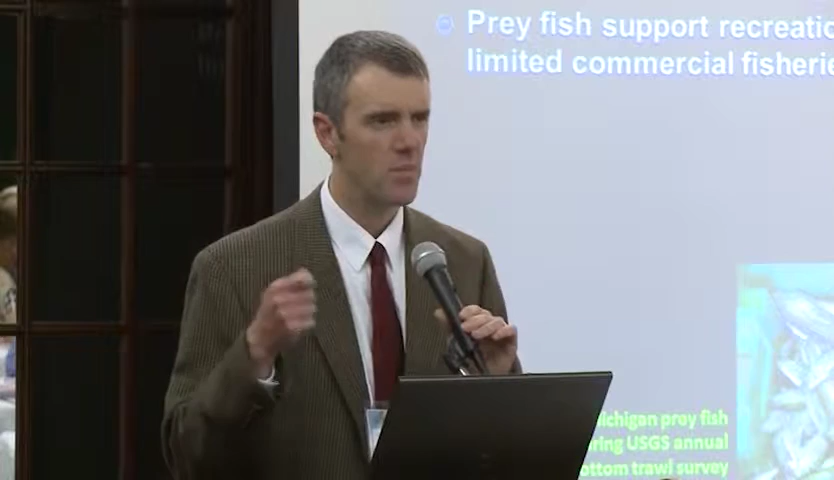 Prey fish support recreatio
limited commercial fisherie
ichigan prey fish
ring USGS annual
ottom trawl survey